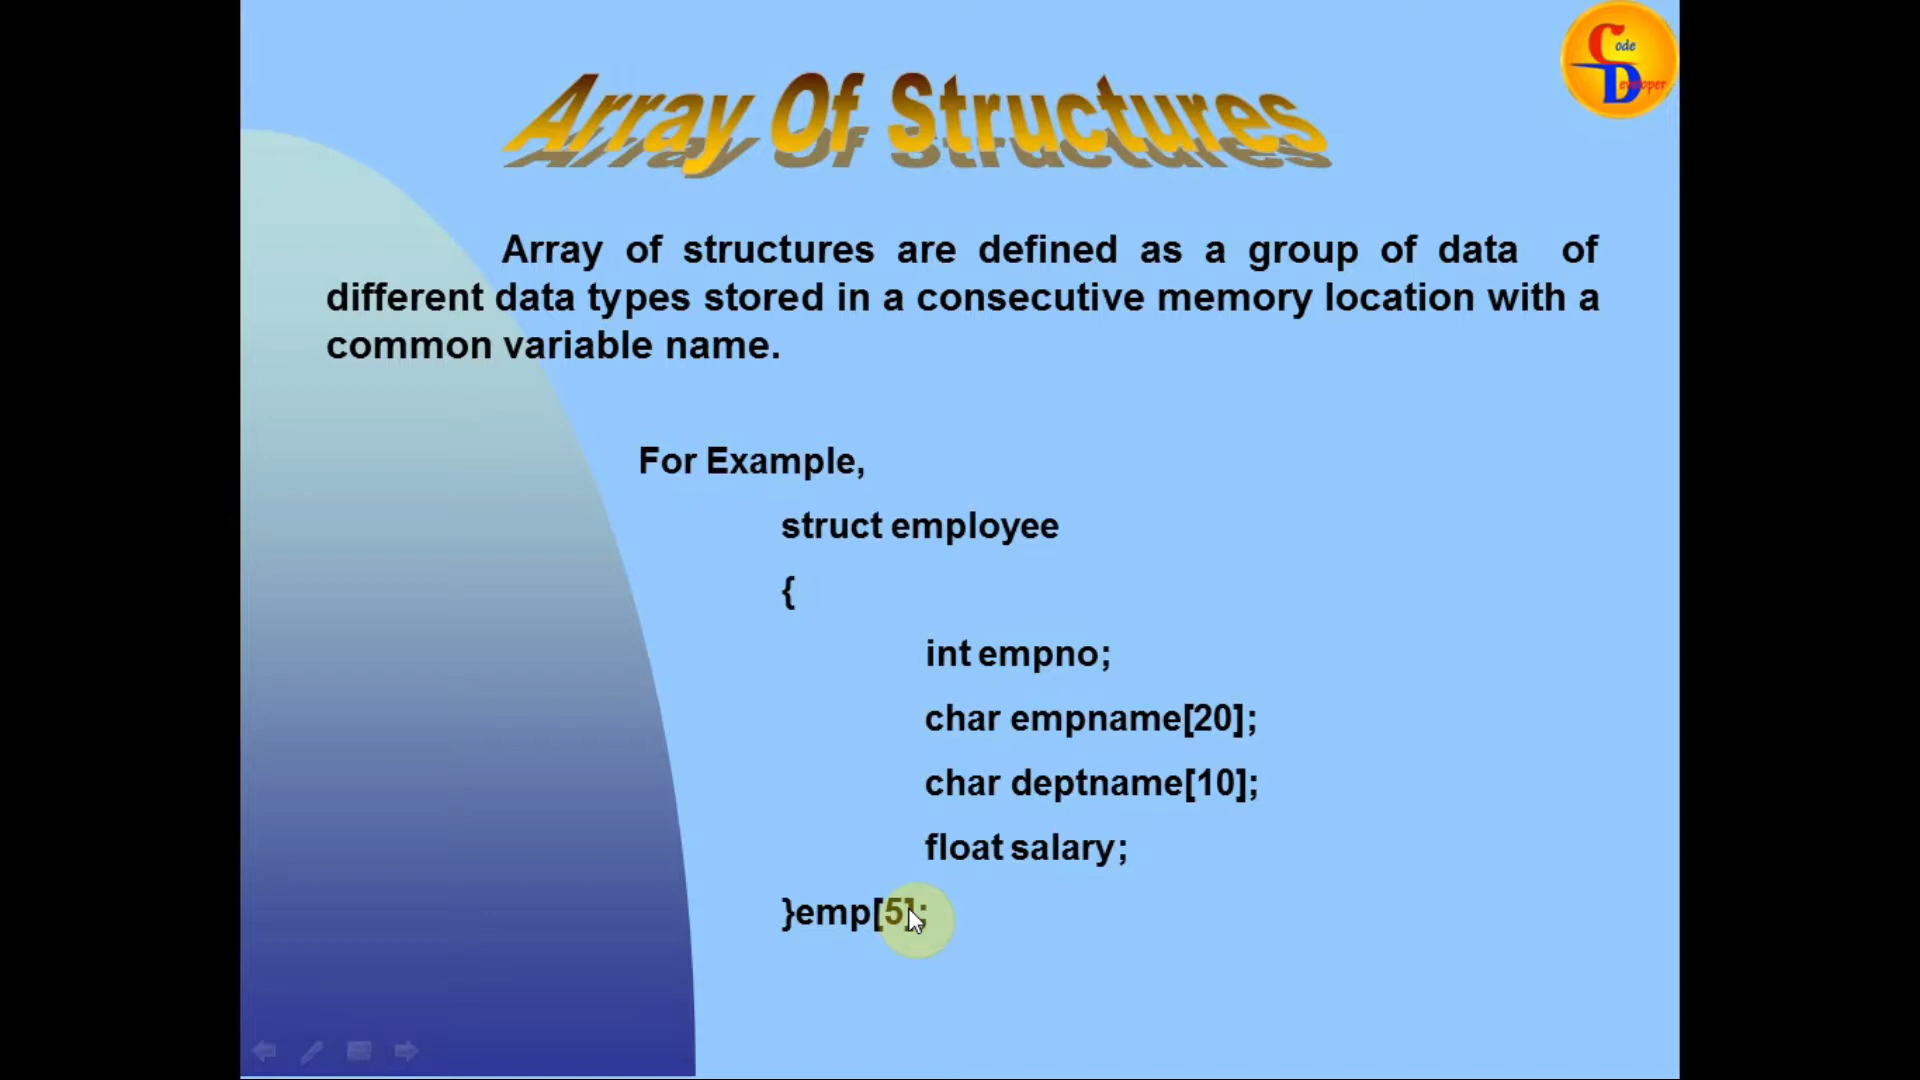 Code
Developer
Array Of Structures
Array of structures are defined as a group of data of
different data types stored in a consecutive memory location with a
common variable name.
For Example,
struct employee
{
int empno;
char empname[20];
char deptname[10];
float salary;
}emp[5];